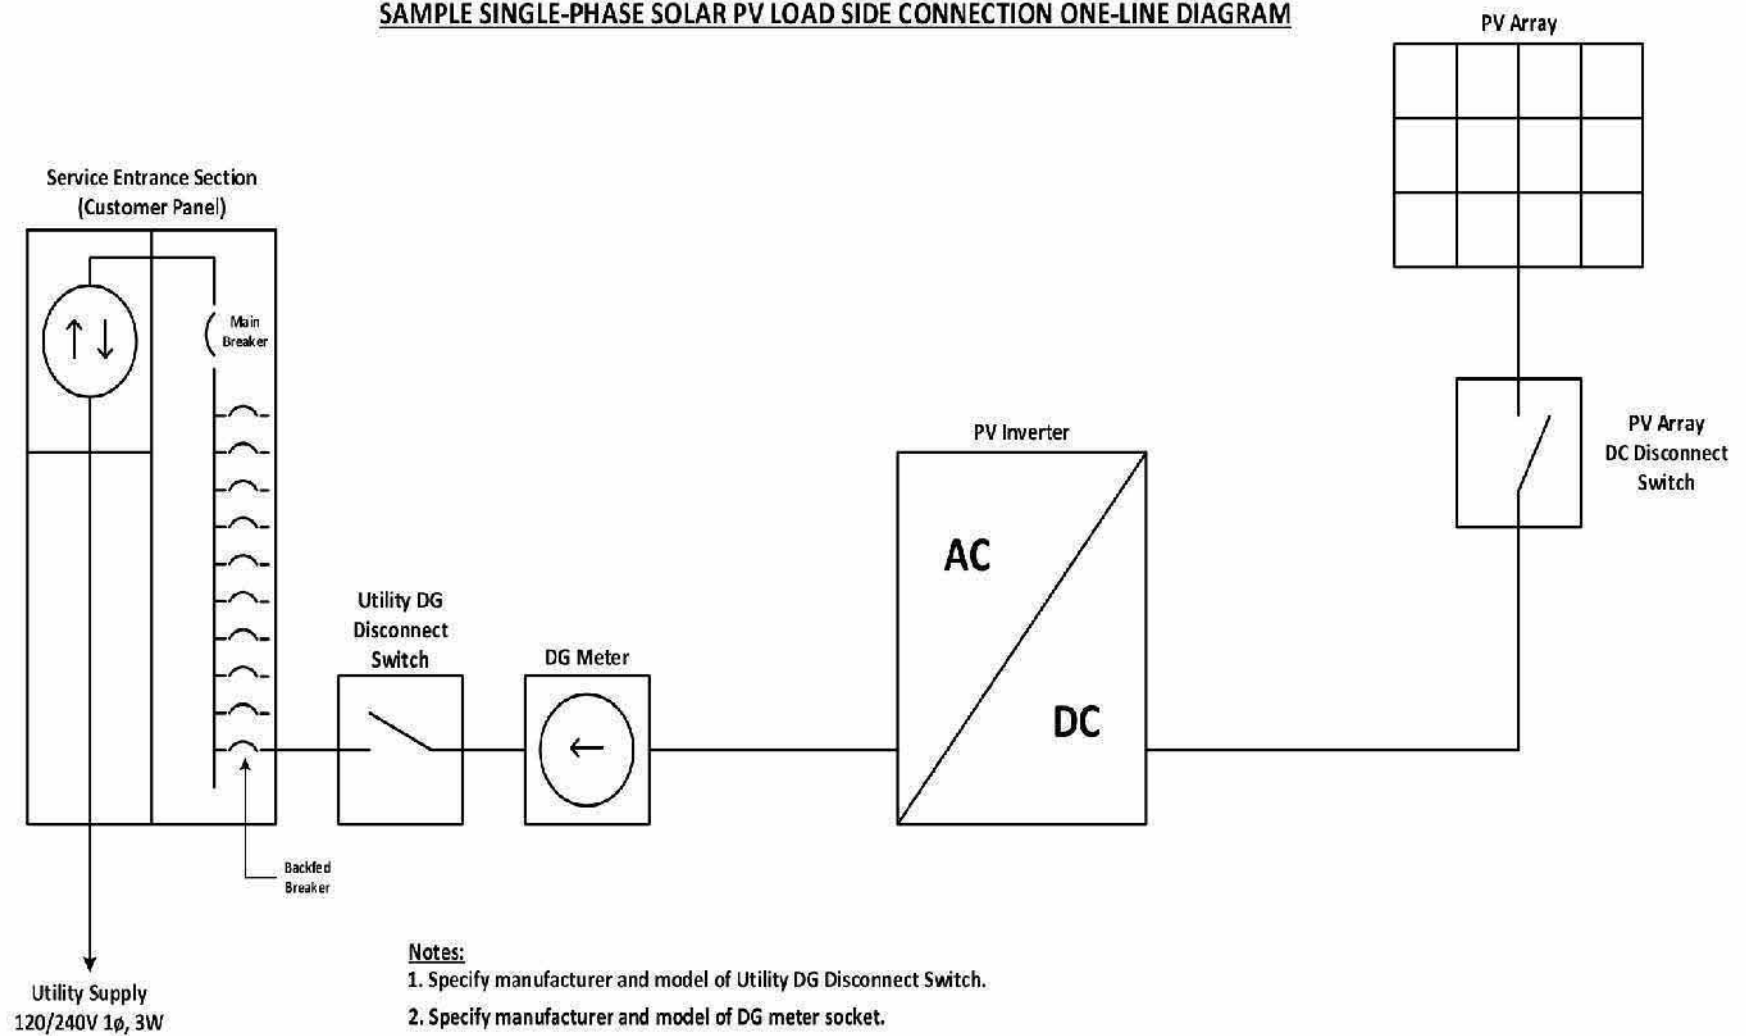 SAMPLE SINGLE-PHASE SOLAR PV LOAD SIDE CONNECTION ONE-LINE DIAGRAM
PV Array
Service Entrance Section
(Customer Panel)
Main
Breaker
PV Array
DC Disconnect
Switch
PV Inverter
AC
DC
Utility DG
Disconnect
Switch
DG Meter
Backfed
Breaker
Utility Supply
120/240V 1ø, 3W
Notes:
1. Specify manufacturer and model of Utility DG Disconnect Switch.
2. Specify manufacturer and model of DG meter socket.